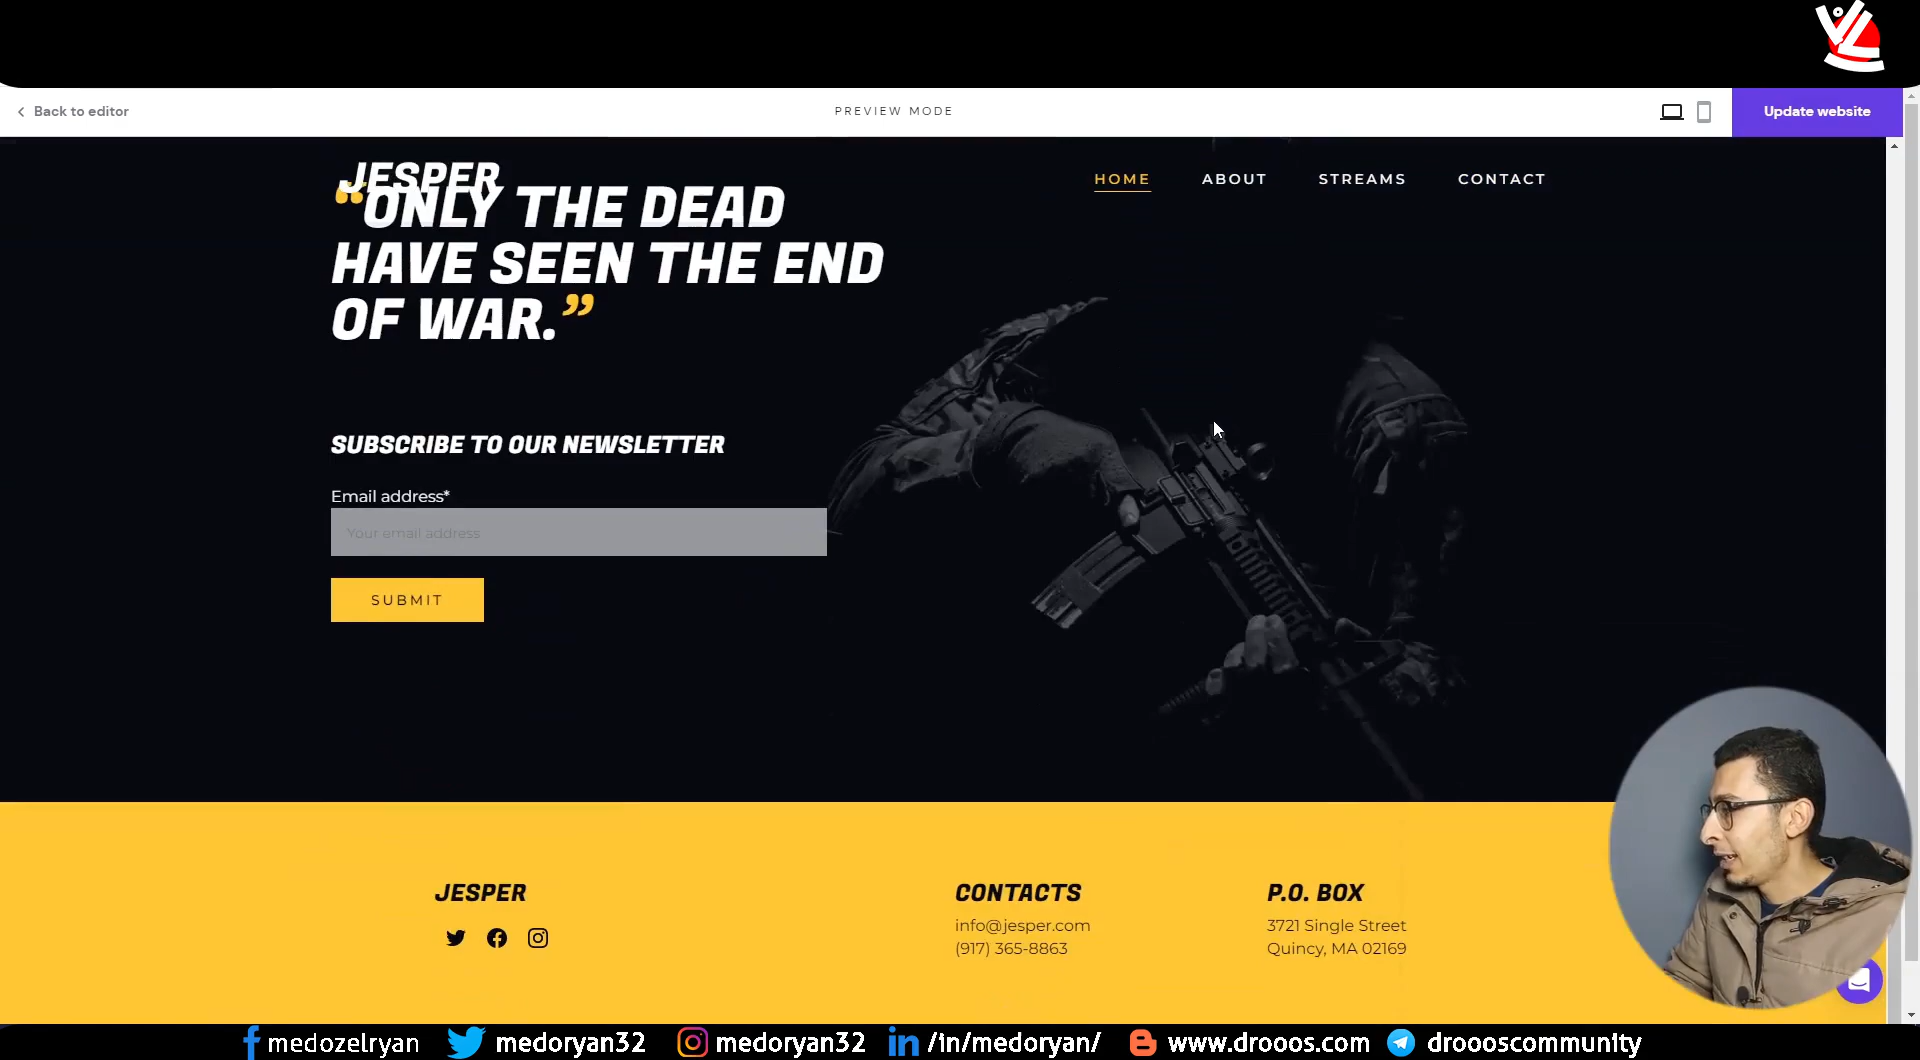 Back to editor
PREVIEW MODE
Update website
JESPER
HOME
ABOUT
STREAMS
CONTACT
“ONLY THE DEAD
HAVE SEEN THE END
OF WAR.”
SUBSCRIBE TO OUR NEWSLETTER
Email address*
Your email address
SUBMIT
JESPER
CONTACTS
info@jesper.com
(917) 365-8863
P.O. BOX
3721 Single Street
Quincy, MA 02169
medozelryan
medoryan32
medoryan32
/in/medoryan/
www.drooos.com
droooscommunity